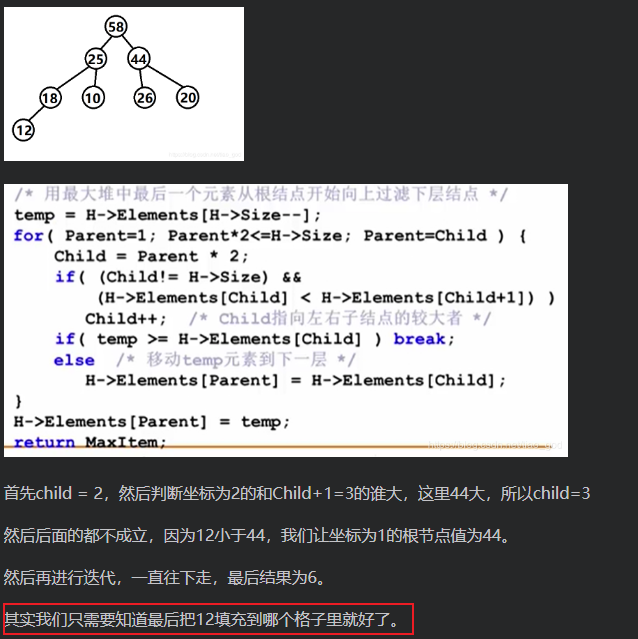 58
25 44
18 10 26 20
12
/* 用最大堆中最后一个元素从根结点开始向上过滤下层结点 */
temp = H->Elements[H->Size--];
for( Parent=1; Parent*2<=H->Size; Parent=Child ) {
Child = Parent * 2;
if( (Child!= H->Size) &&
(H->Elements[Child] < H->Elements[Child+1]) )
Child++; /* Child指向左右子结点的较大者 */
if( temp >= H->Elements[Child] ) break;
else /* 移动temp元素到下一层 */
H->Elements[Parent] = H->Elements[Child];
}
H->Elements[Parent] = temp;
return MaxItem;
首先child = 2，然后判断坐标为2的和Child+1=3的谁大，这里44大，所以child=3
然后后面的都不成立，因为12小于44，我们让坐标为1的根节点值为44。
然后再进行迭代，一直往下走，最后结果为6。
其实我们只需要知道最后把12填充到哪个格子里就好了。